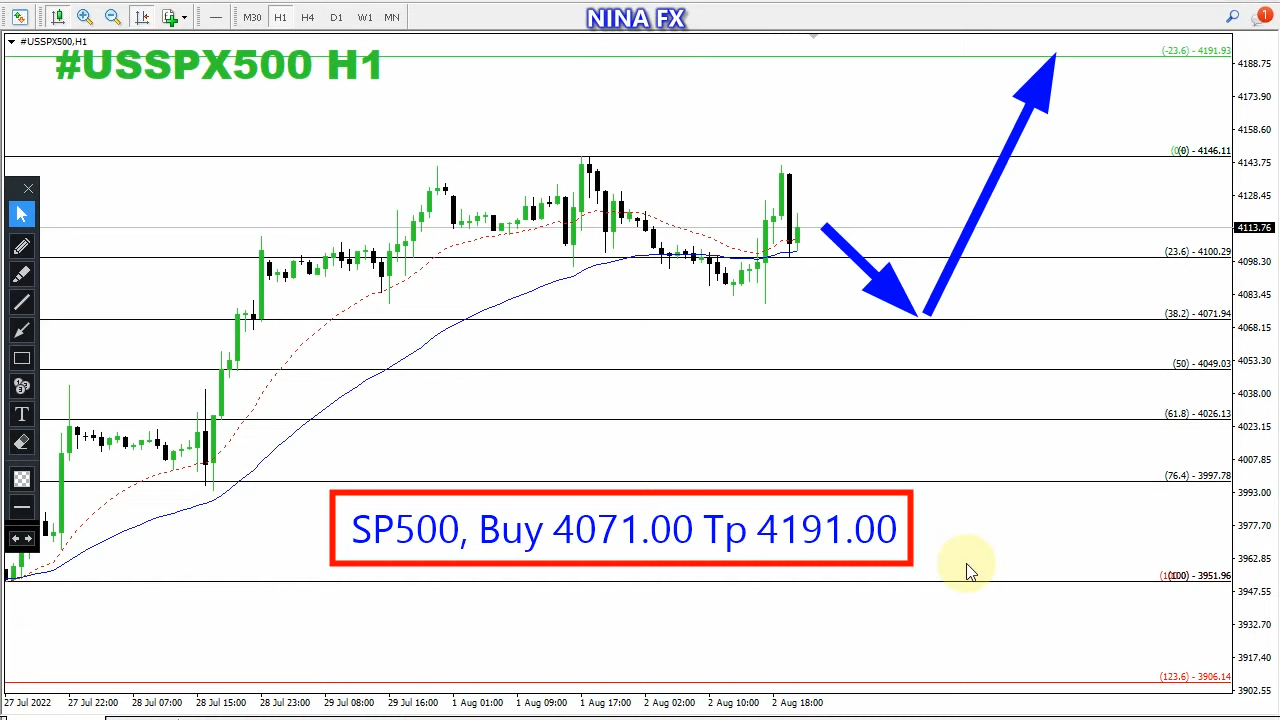 M30 H1 H4 D1 W1 MN
NINA FX
1
#USSPX500,H1
#USSPX500 H1
(-23.6) - 4191.93
4188.75
4173.90
4158.60
(0) - 4146.11
4143.75
4128.45
4113.76
(23.6) - 4100.29
4098.30
4083.45
(38.2) - 4071.94
4068.15
(50) - 4049.03
4053.30
4038.00
(61.8) - 4026.13
4023.15
4007.85
(76.4) - 3997.78
3993.00
T
SP500, Buy 4071.00 Tp 4191.00
3977.70
3962.85
(100) - 3951.96
3947.55
3932.70
3917.40
(123.6) - 3906.14
3902.55
27 Jul 2022 27 Jul 22:00 28 Jul 07:00 28 Jul 15:00 28 Jul 23:00 29 Jul 08:00 29 Jul 16:00 1 Aug 01:00 1 Aug 09:00 1 Aug 17:00 2 Aug 02:00 2 Aug 10:00 2 Aug 18:00